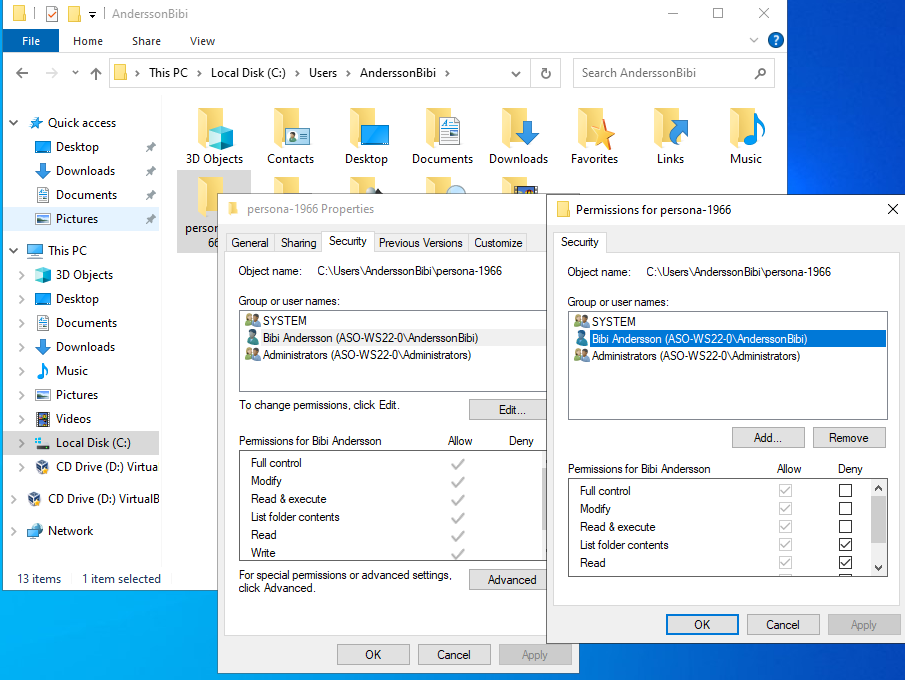 AnderssonBibi
File Home Share View
This PC Local Disk (C:) Users AnderssonBibi
Search AnderssonBibi
Quick access
Desktop
Downloads
Documents
Pictures
This PC
3D Objects
Desktop
Documents
Downloads
Music
Pictures
Videos
Local Disk (C:)
CD Drive (D:) Virtua
CD Drive (D:) VirtualB
Network
13 items 1 item selected
3D Objects Contacts Desktop Documents Downloads Favorites Links Music
person
66
persona-1966 Properties
General Sharing Security Previous Versions Customize
Object name: C:\Users\AnderssonBibi\persona-1966
Group or user names:
SYSTEM
Bibi Andersson (ASO-WS22-0\AnderssonBibi)
Administrators (ASO-WS22-0\Administrators)
To change permissions, click Edit.
Edit...
Permissions for Bibi Andersson Allow Deny
Full control
Modify
Read & execute
List folder contents
Read
Write
For special permissions or advanced settings,
click Advanced.
Advanced
OK Cancel Apply
Permissions for persona-1966
Security
Object name: C:\Users\AnderssonBibi\persona-1966
Group or user names:
SYSTEM
Bibi Andersson (ASO-WS22-0\AnderssonBibi)
Administrators (ASO-WS22-0\Administrators)
Add... Remove
Permissions for Bibi Andersson Allow Deny
Full control
Modify
Read & execute
List folder contents
Read
OK Cancel Apply